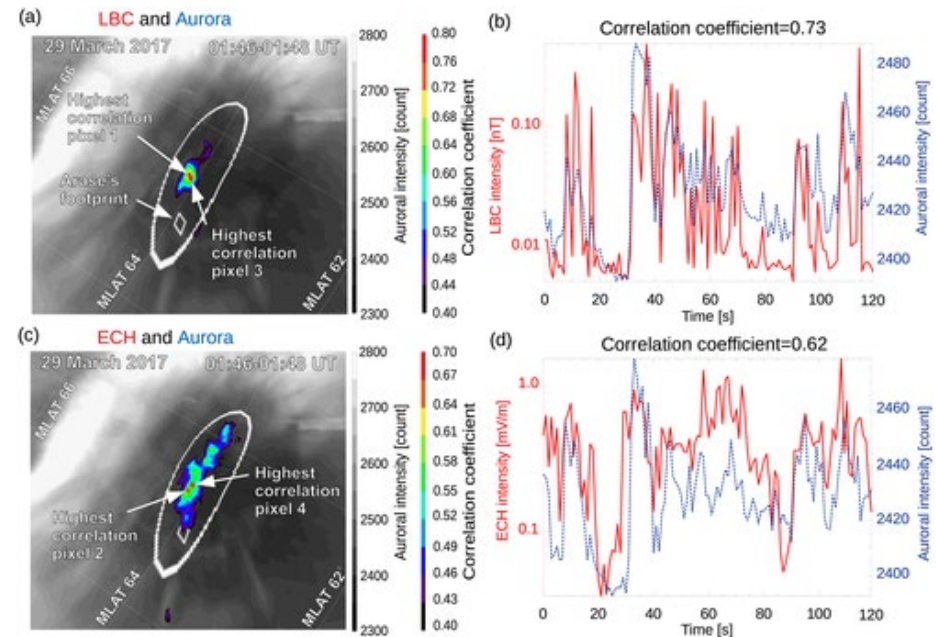 (a)
LBC and Aurora
29 March 2017
01:46-01:48 UT
MLAT 66
Highest
correlation
pixel 1
Arase's
footprint
Highest
correlation
pixel 3
MLAT 64
MLAT 62
2800
2700
2600
2500
2400
2300
Auroral intensity [count]
0.80
0.76
0.72
0.68
0.64
0.60
0.56
0.52
0.48
0.44
0.40
Correlation coefficient
(b)
Correlation coefficient=0.73
LBC intensity [nT]
0.10
0.01
2480
2460
2440
2420
2400
Auroral intensity [count]
0 20 40 60 80 100 120
Time [s]
(c)
ECH and Aurora
29 March 2017
01:46-01:48 UT
MLAT 66
Highest
correlation
pixel 4
Highest
correlation
pixel 2
MLAT 64
MLAT 62
2800
2700
2600
2500
2400
2300
Auroral intensity [count]
0.70
0.67
0.64
0.61
0.58
0.55
0.52
0.49
0.46
0.43
0.40
Correlation coefficient
(d)
Correlation coefficient=0.62
ECH intensity [mV/m]
1.0
0.1
2460
2440
2420
2400
Auroral intensity [count]
0 20 40 60 80 100 120
Time [s]